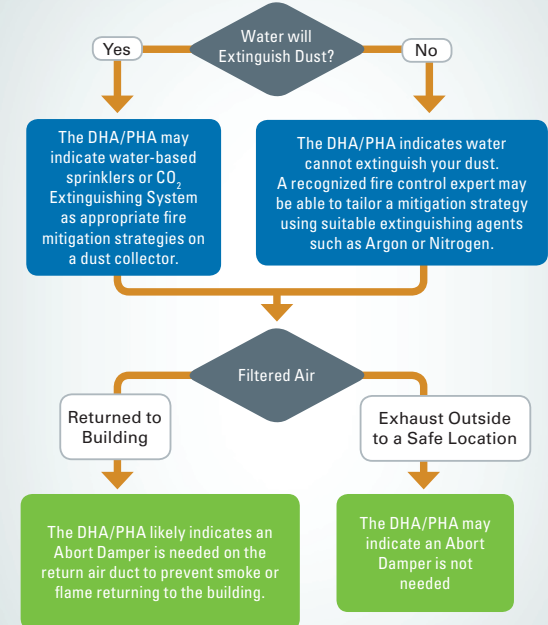 Water will
Extinguish Dust?
Yes
No
The DHA/PHA may
indicate water-based
sprinklers or CO₂
Extinguishing System
as appropriate fire
mitigation strategies on
a dust collector.
The DHA/PHA indicates water
cannot extinguish your dust.
A recognized fire control expert may
be able to tailor a mitigation strategy
using suitable extinguishing agents
such as Argon or Nitrogen.
Filtered Air
Returned to
Building
Exhaust Outside
to a Safe Location
The DHA/PHA likely indicates an
Abort Damper is needed on the
return air duct to prevent smoke or
flame returning to the building.
The DHA/PHA may
indicate an Abort
Damper is not
needed